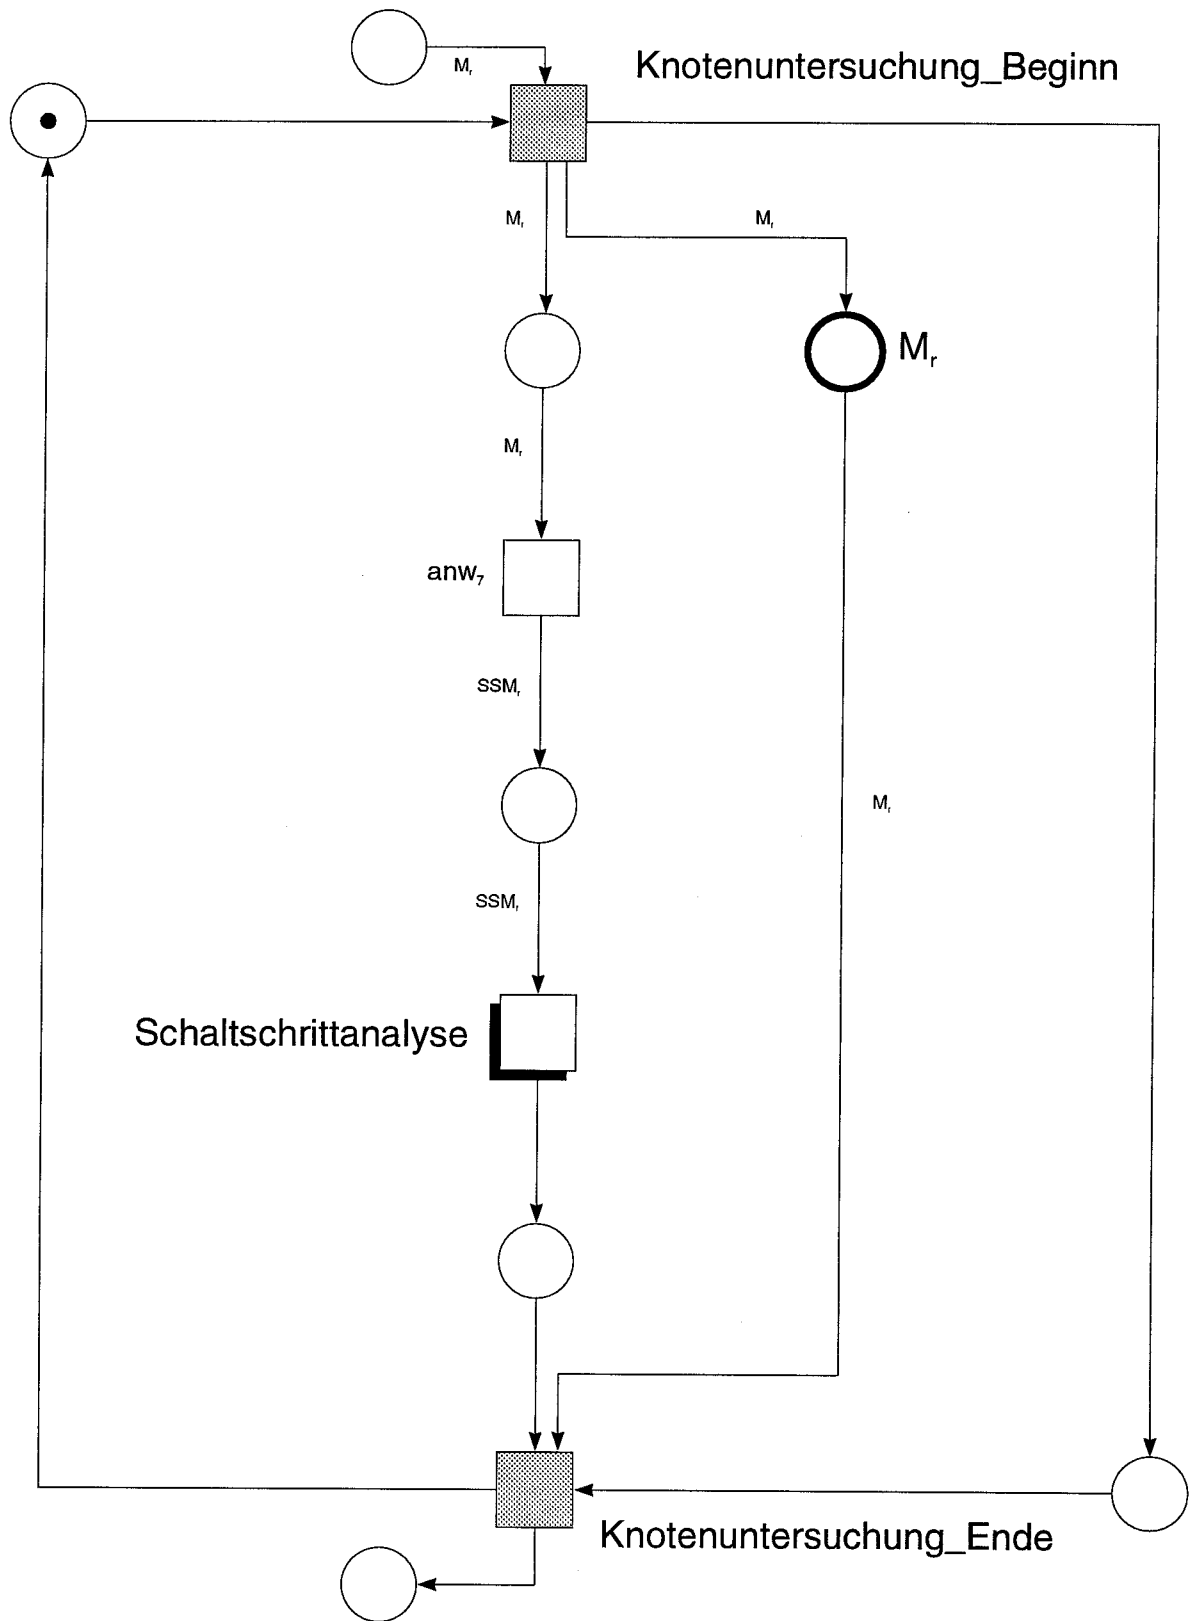 Mᵣ
Knotenuntersuchung_Beginn
Mᵣ
Mᵣ
Mᵣ
Mᵣ
anw₇
SSMᵣ
Mᵣ
SSMᵣ
Schaltschrittanalyse
Knotenuntersuchung_Ende